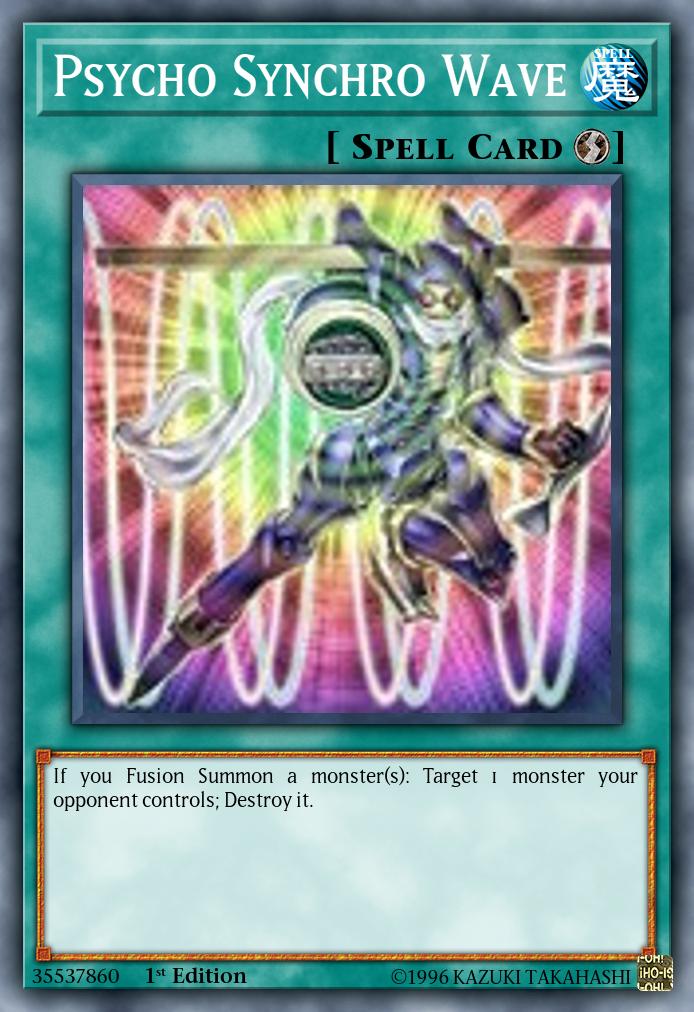 Psycho Synchro Wave
SPELL
魔
[ Spell Card ]
If you Fusion Summon a monster(s): Target 1 monster your
opponent controls; Destroy it.
35537860 1st Edition ©1996 KAZUKI TAKAHASHI